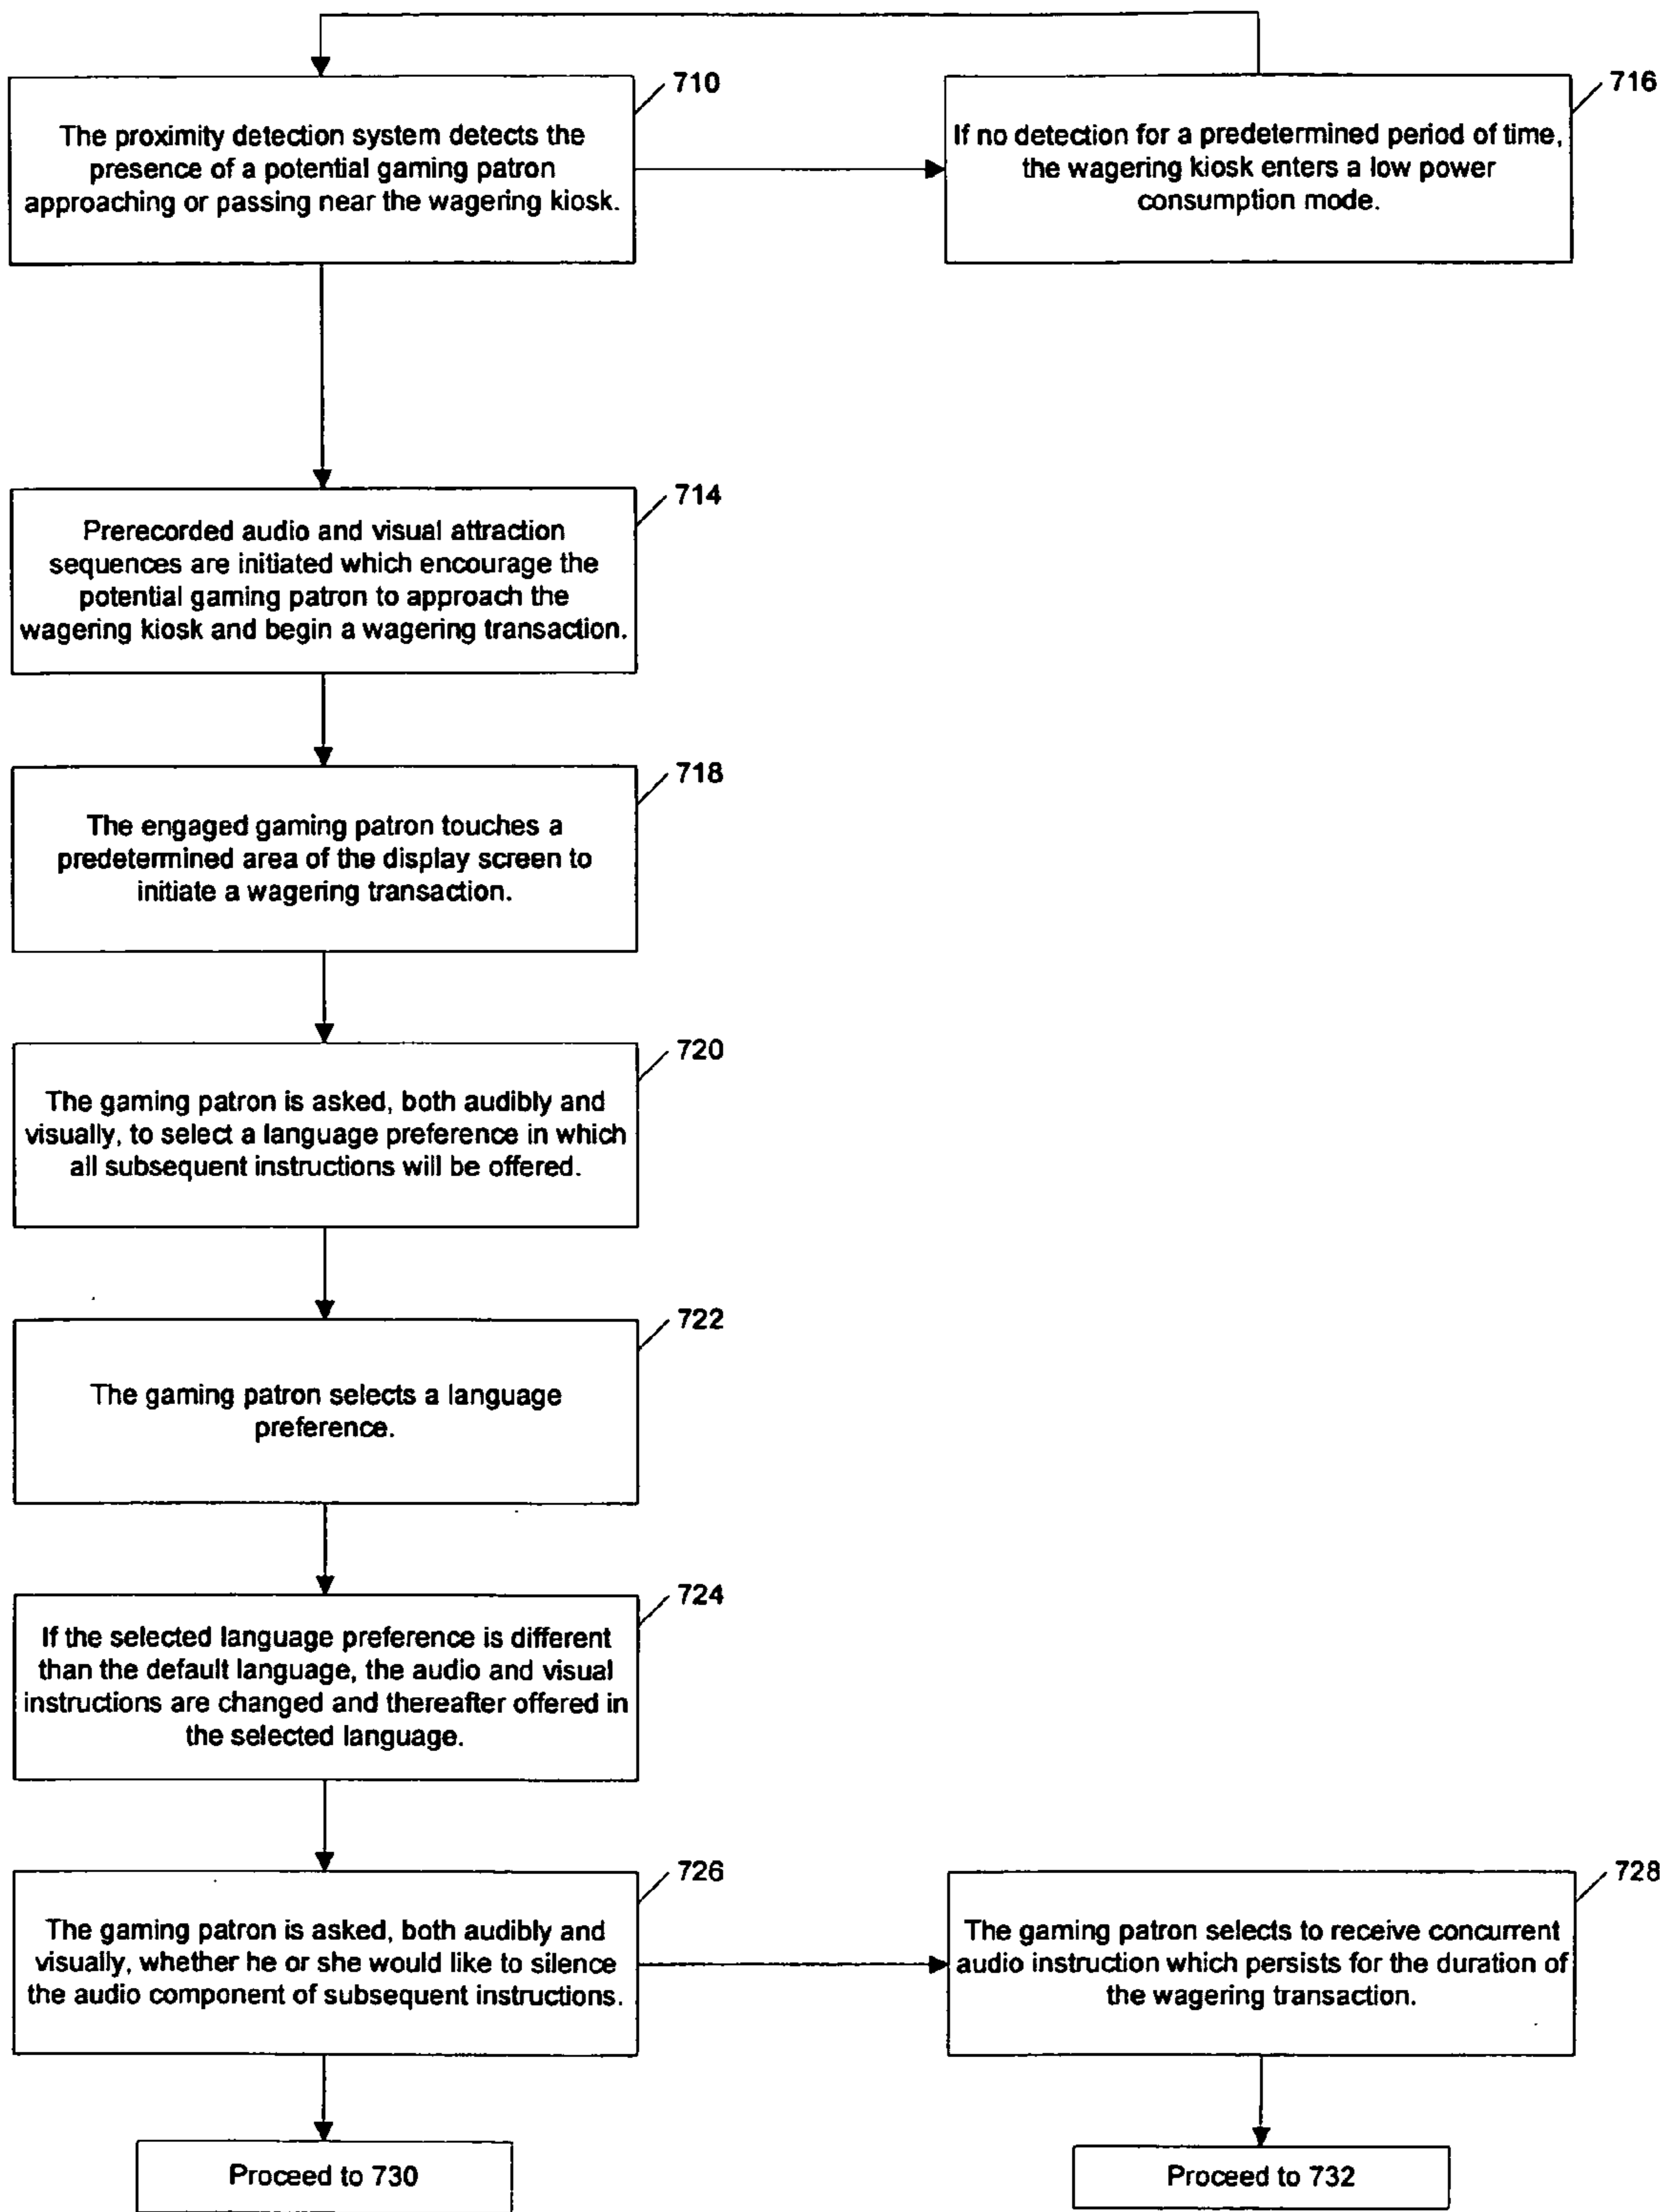 710
The proximity detection system detects the
presence of a potential gaming patron
approaching or passing near the wagering kiosk.
716
If no detection for a predetermined period of time,
the wagering kiosk enters a low power
consumption mode.
714
Prerecorded audio and visual attraction
sequences are initiated which encourage the
potential gaming patron to approach the
wagering kiosk and begin a wagering transaction.
718
The engaged gaming patron touches a
predetermined area of the display screen to
initiate a wagering transaction.
720
The gaming patron is asked, both audibly and
visually, to select a language preference in which
all subsequent instructions will be offered.
722
The gaming patron selects a language
preference.
724
If the selected language preference is different
than the default language, the audio and visual
instructions are changed and thereafter offered in
the selected language.
726
The gaming patron is asked, both audibly and
visually, whether he or she would like to silence
the audio component of subsequent instructions.
728
The gaming patron selects to receive concurrent
audio instruction which persists for the duration of
the wagering transaction.
Proceed to 730
Proceed to 732